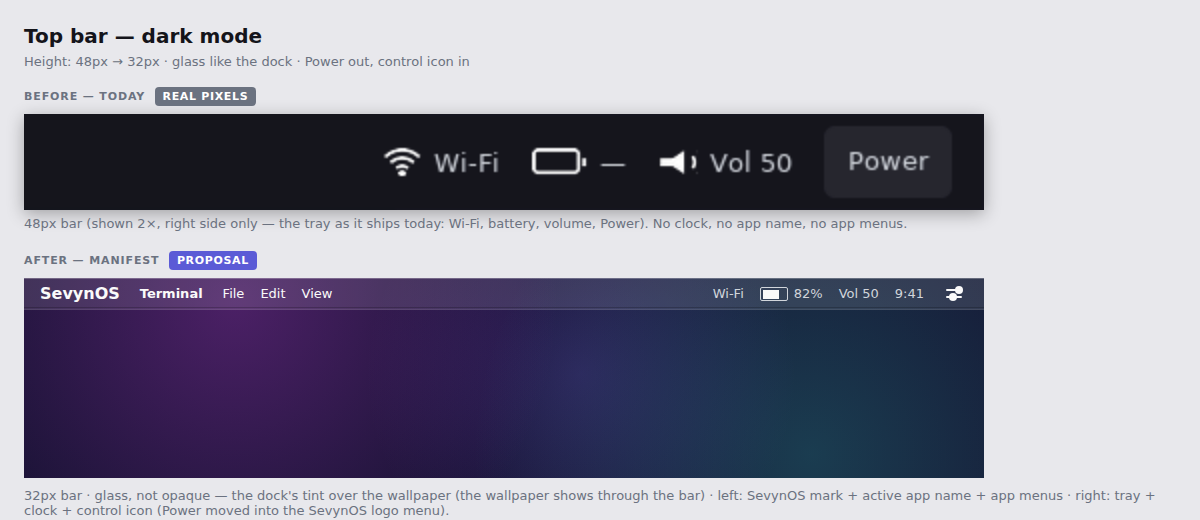 Top bar — dark mode
Height: 48px → 32px · glass like the dock · Power out, control icon in
BEFORE — TODAY REAL PIXELS
Wi-Fi — Vol 50 Power
48px bar (shown 2×, right side only — the tray as it ships today: Wi-Fi, battery, volume, Power). No clock, no app name, no app menus.
AFTER — MANIFEST PROPOSAL
SevynOS Terminal File Edit View Wi-Fi 82% Vol 50 9:41
32px bar · glass, not opaque — the dock's tint over the wallpaper (the wallpaper shows through the bar) · left: SevynOS mark + active app name + app menus · right: tray +
clock + control icon (Power moved into the SevynOS logo menu).